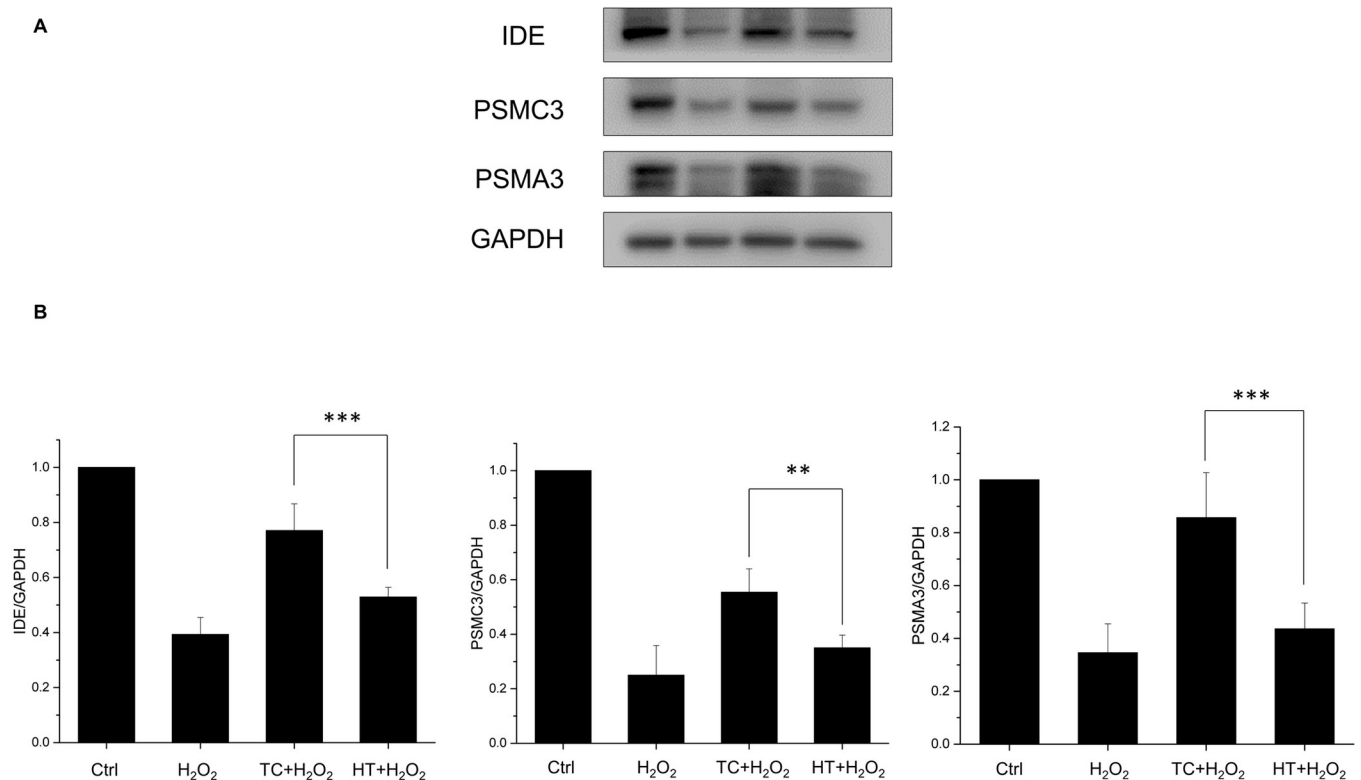 A
IDE
PSMC3
PSMA3
GAPDH
B
***
IDE/GAPDH
1.0
0.8
0.6
0.4
0.2
0.0
Ctrl
H₂O₂
TC+H₂O₂
HT+H₂O₂
**
PSMC3/GAPDH
1.0
0.8
0.6
0.4
0.2
0.0
Ctrl
H₂O₂
TC+H₂O₂
HT+H₂O₂
***
PSMA3/GAPDH
1.2
1.0
0.8
0.6
0.4
0.2
0.0
Ctrl
H₂O₂
TC+H₂O₂
HT+H₂O₂